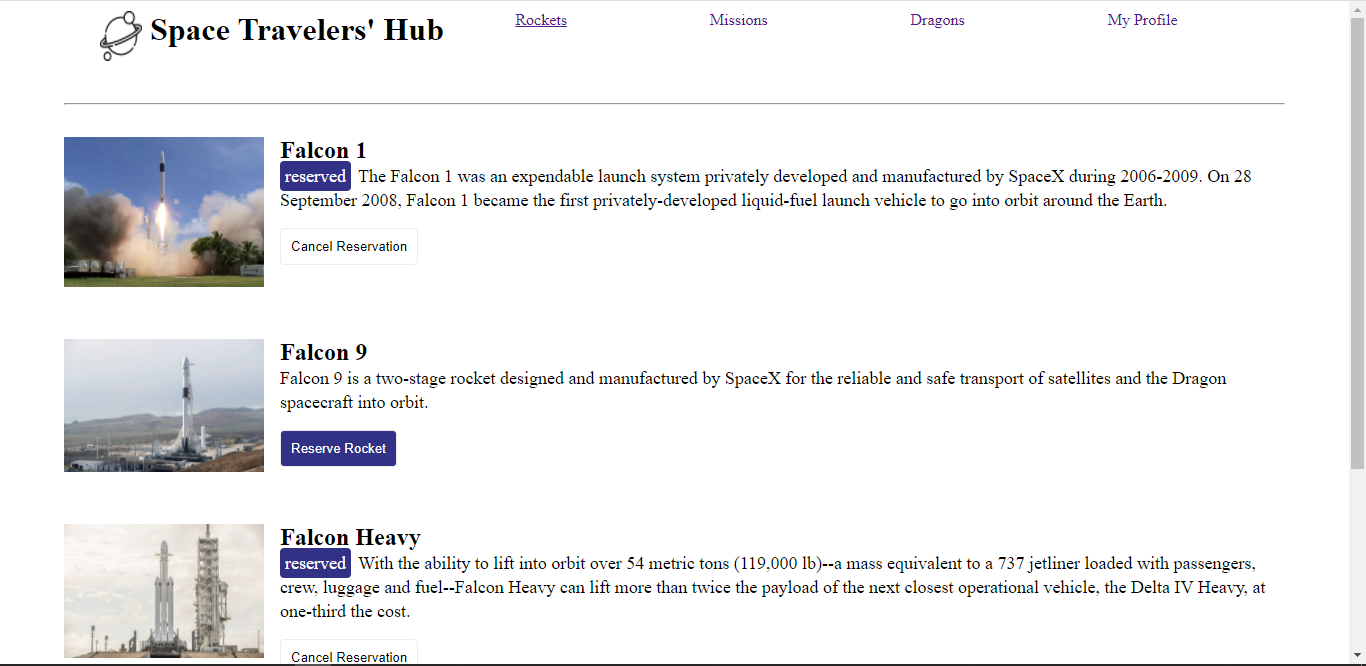 Space Travelers' Hub
Rockets
Missions
Dragons
My Profile
Falcon 1
reserved The Falcon 1 was an expendable launch system privately developed and manufactured by SpaceX during 2006-2009. On 28
September 2008, Falcon 1 became the first privately-developed liquid-fuel launch vehicle to go into orbit around the Earth.
Cancel Reservation
Falcon 9
Falcon 9 is a two-stage rocket designed and manufactured by SpaceX for the reliable and safe transport of satellites and the Dragon
spacecraft into orbit.
Reserve Rocket
Falcon Heavy
reserved With the ability to lift into orbit over 54 metric tons (119,000 lb)--a mass equivalent to a 737 jetliner loaded with passengers,
crew, luggage and fuel--Falcon Heavy can lift more than twice the payload of the next closest operational vehicle, the Delta IV Heavy, at
one-third the cost.
Cancel Reservation